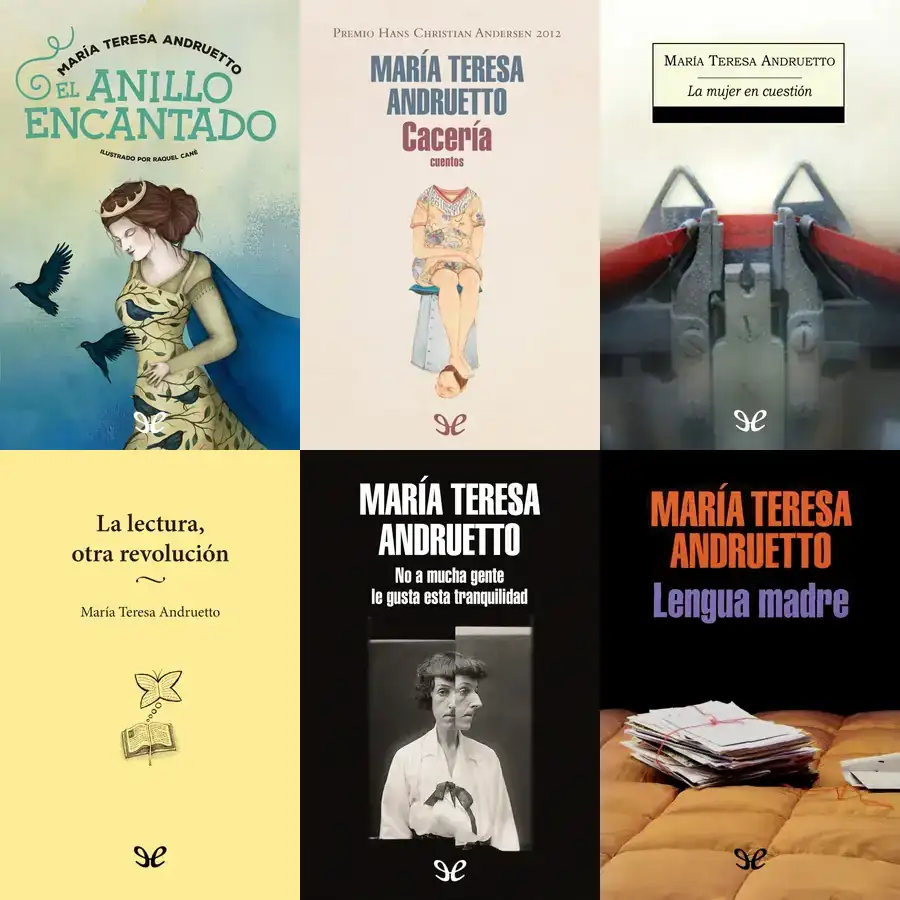 MARÍA TERESA ANDRUETTO
EL ANILLO
ENCANTADO
ILUSTRADO POR RAQUEL CANÉ
PREMIO HANS CHRISTIAN ANDERSEN 2012
MARÍA TERESA
ANDRUETTO
Cacería
cuentos
MARÍA TERESA ANDRUETTO
La mujer en cuestión
La lectura,
otra revolución
María Teresa Andruetto
MARÍA TERESA
ANDRUETTO
No a mucha gente
le gusta esta tranquilidad
MARÍA TERESA
ANDRUETTO
Lengua madre